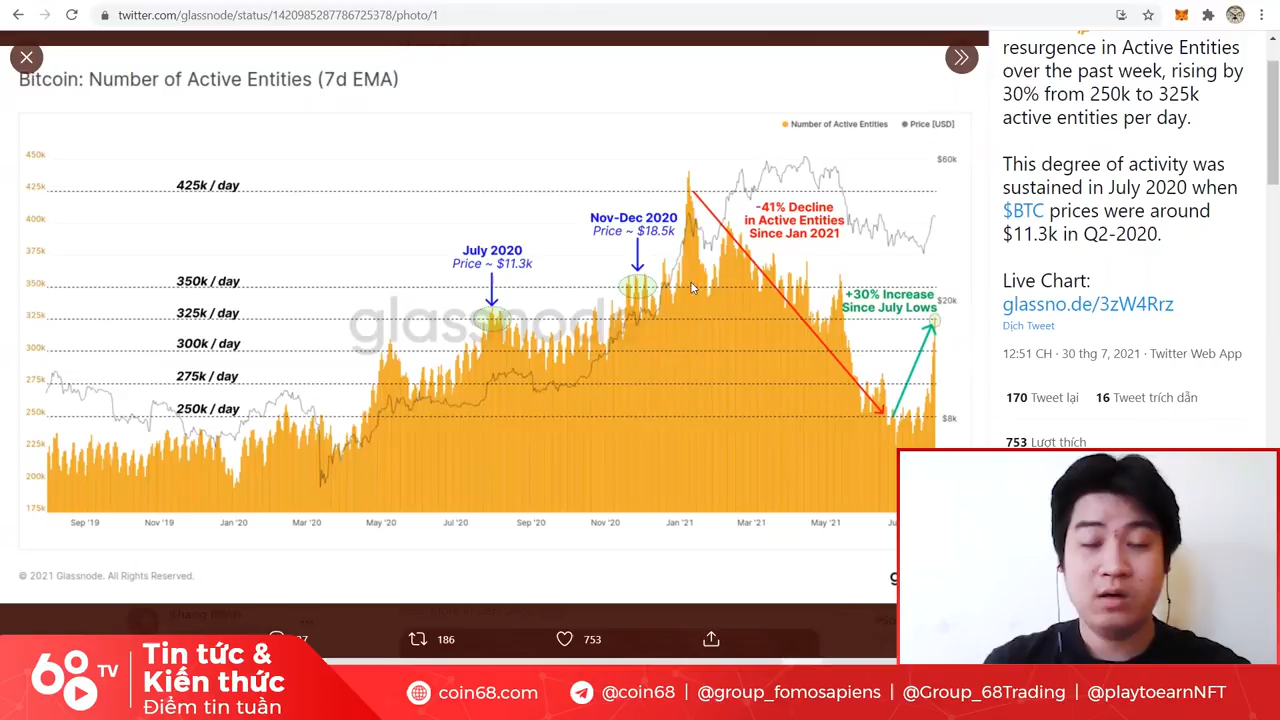 twitter.com/glassnode/status/1420985287786725378/photo/1
Bitcoin: Number of Active Entities (7d EMA)
Number of Active Entities
Price [USD]
450k
425k
400k
375k
350k
325k
300k
275k
250k
225k
200k
175k
$60k
$20k
$8k
425k / day
350k / day
325k / day
300k / day
275k / day
250k / day
July 2020
Price ~ $11.3k
Nov-Dec 2020
Price ~ $18.5k
-41% Decline
in Active Entities
Since Jan 2021
+30% Increase
Since July Lows
glassnode
Sep '19
Nov '19
Jan '20
Mar '20
May '20
Jul '20
Sep '20
Nov '20
Jan '21
Mar '21
May '21
© 2021 Glassnode. All Rights Reserved.
186
753
resurgence in Active Entities
over the past week, rising by
30% from 250k to 325k
active entities per day.
This degree of activity was
sustained in July 2020 when
$BTC prices were around
$11.3k in Q2-2020.
Live Chart:
glassno.de/3zW4Rrz
Dịch Tweet
12:51 CH · 30 thg 7, 2021 · Twitter Web App
170 Tweet lại 16 Tweet trích dẫn
753 Lượt thích
68 TV
Tin tức &
Kiến thức
Điểm tin tuần
coin68.com
@coin68 | @group_fomosapiens | @Group_68Trading | @playtoearnNFT